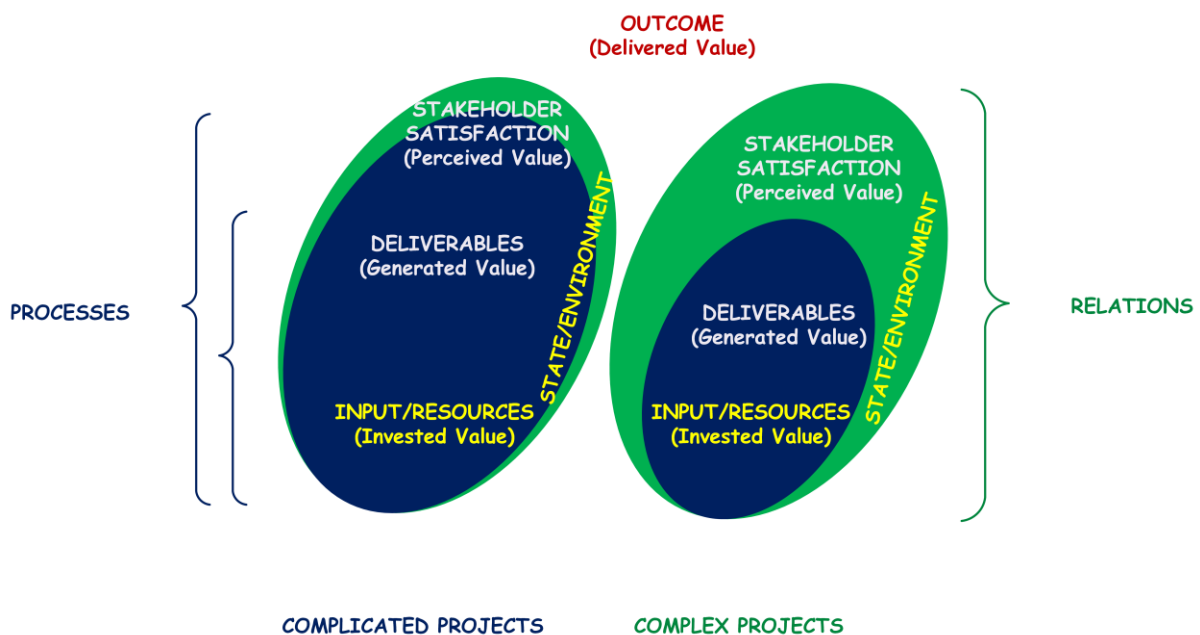 OUTCOME
(Delivered Value)
STAKEHOLDER
SATISFACTION
(Perceived Value)
STATE/ENVIRONMENT
DELIVERABLES
(Generated Value)
INPUT/RESOURCES
(Invested Value)
STAKEHOLDER
SATISFACTION
(Perceived Value)
STATE/ENVIRONMENT
DELIVERABLES
(Generated Value)
INPUT/RESOURCES
(Invested Value)
PROCESSES
RELATIONS
COMPLICATED PROJECTS
COMPLEX PROJECTS